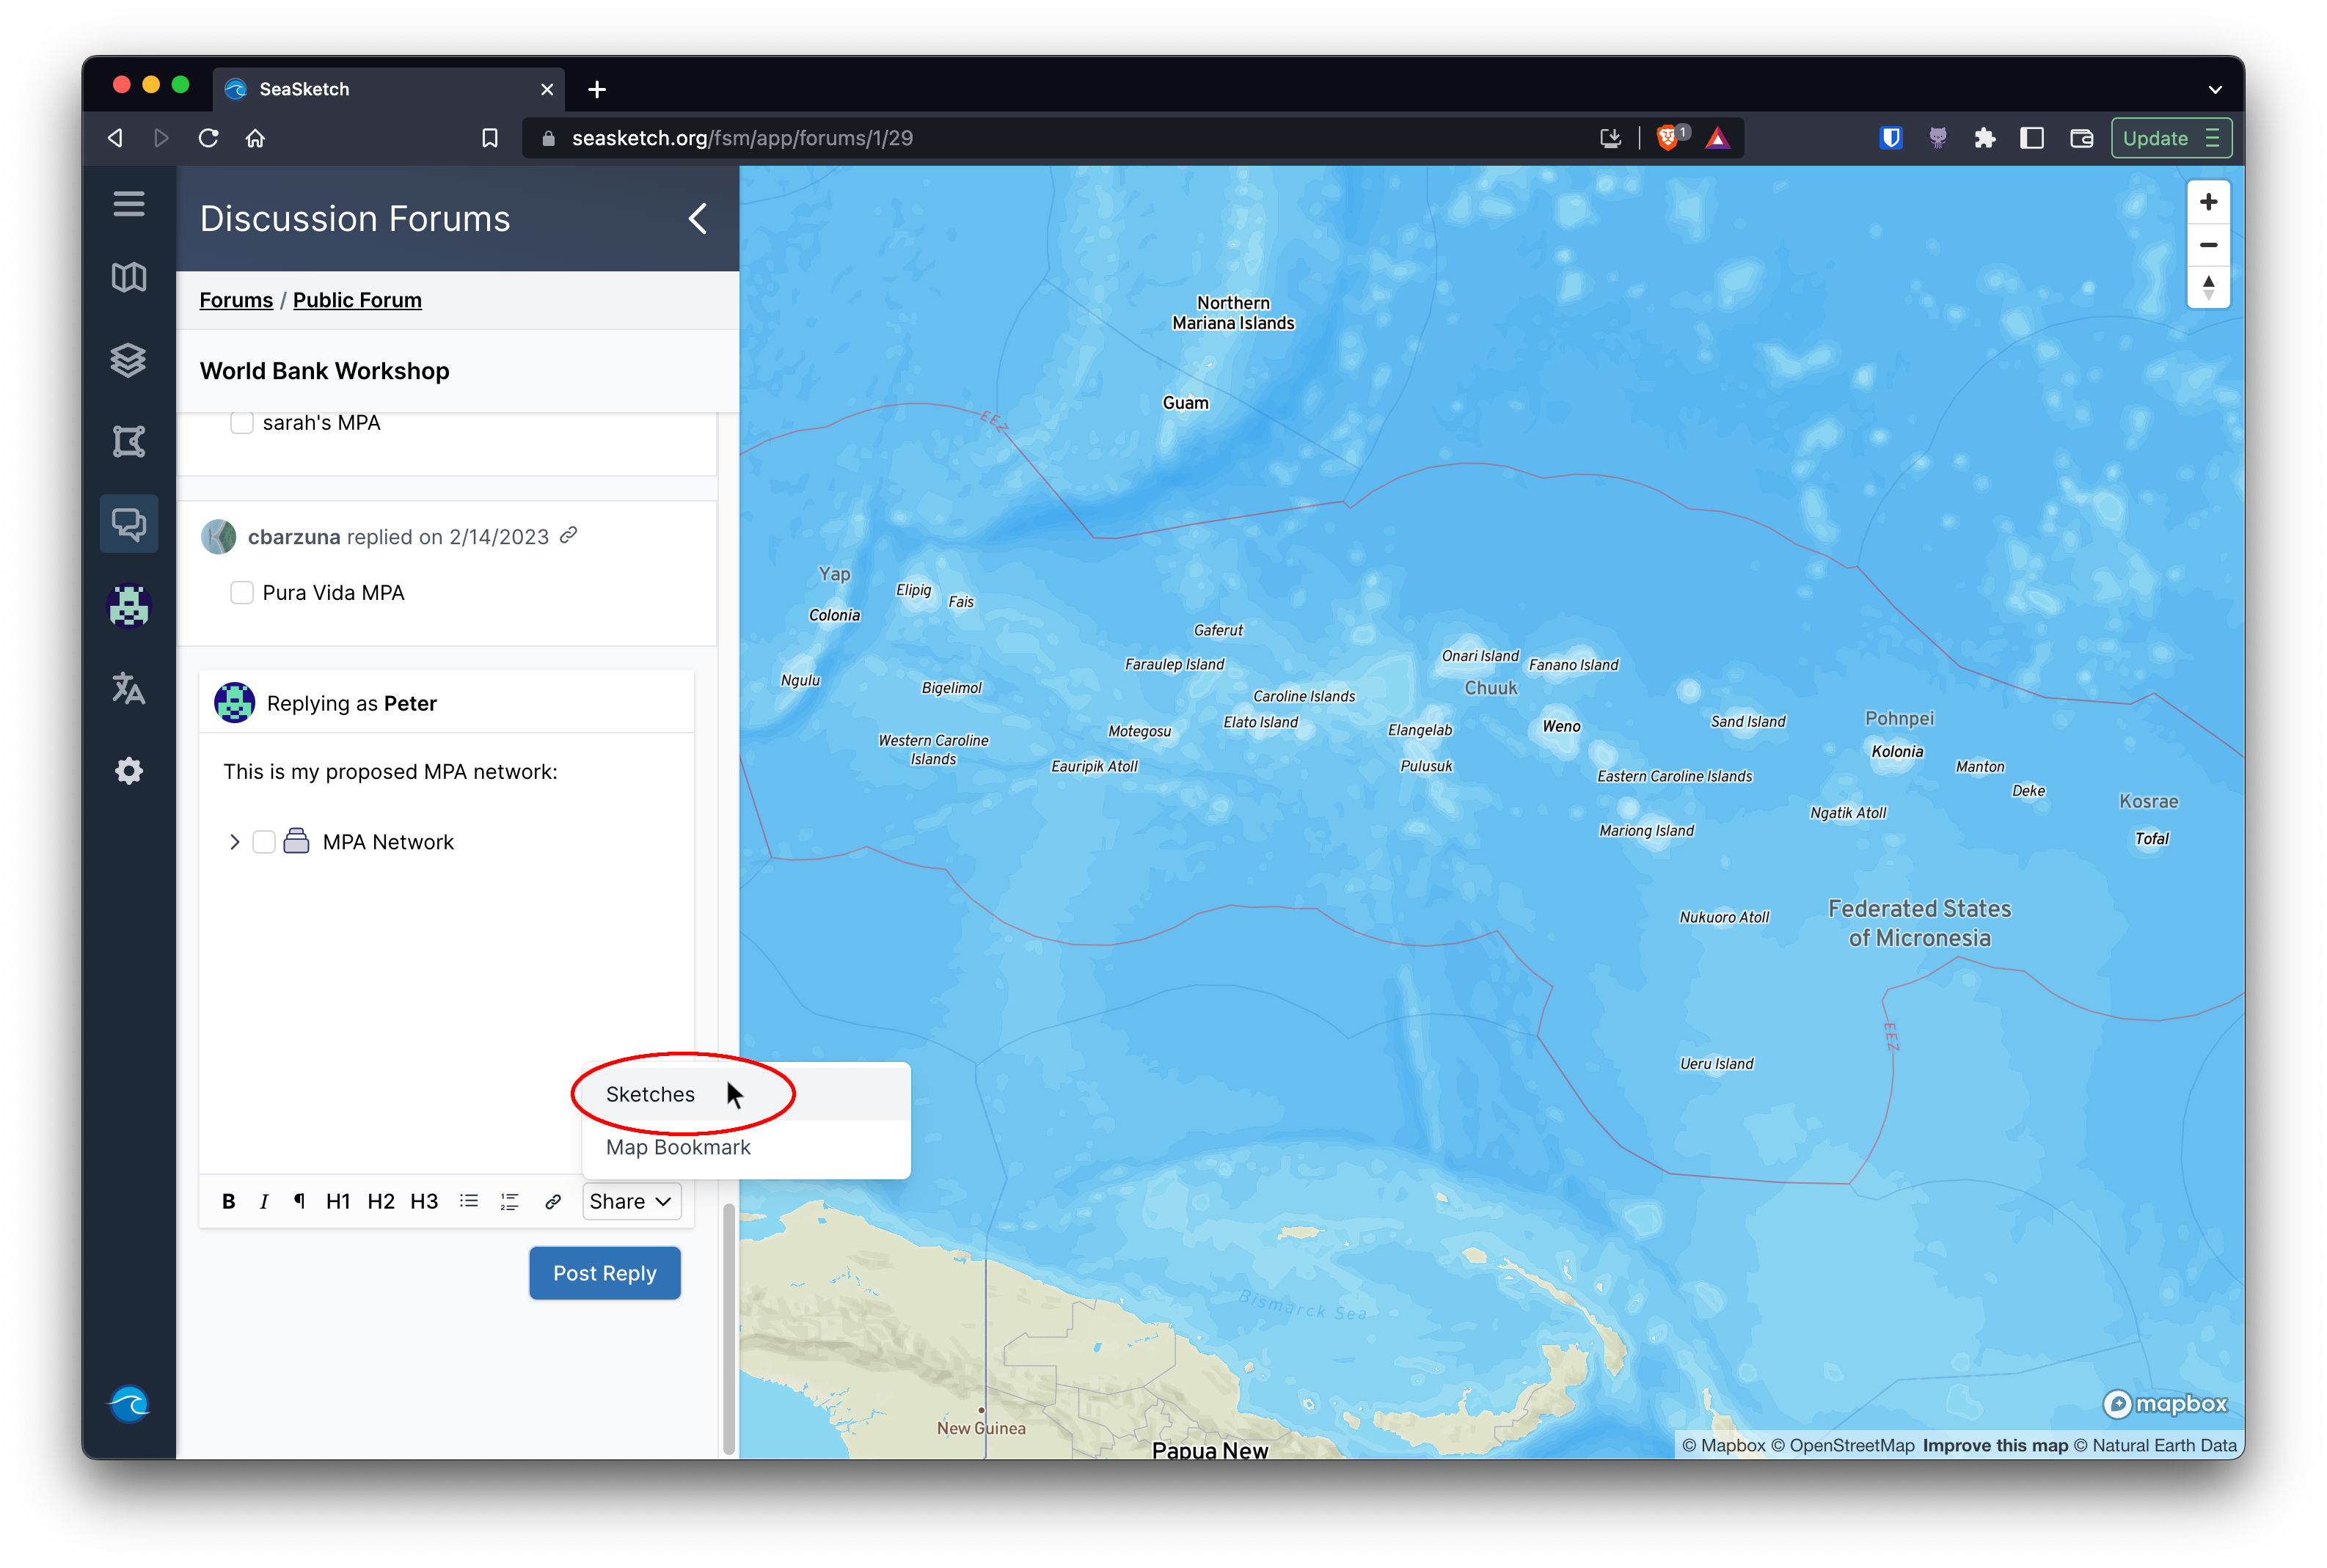 SeaSketch
seasketch.org/fsm/app/forums/1/29
1
Update
Discussion Forums
Forums / Public Forum
World Bank Workshop
sarah's MPA
cbarzuna replied on 2/14/2023
Pura Vida MPA
Replying as Peter
This is my proposed MPA network:
MPA Network
Sketches
Map Bookmark
B I ¶ H1 H2 H3 Share
Post Reply
Northern
Mariana Islands
Guam
EEZ
Yap
Colonia
Elipig
Fais
Ngulu
Gaferut
Faraulep Island
Bigelimol
Caroline Islands
Elato Island
Motegosu
Western Caroline
Islands
Eauripik Atoll
Onari Island
Fanano Island
Chuuk
Elangelab
Weno
Pulusuk
Sand Island
Eastern Caroline Islands
Mariong Island
Pohnpei
Kolonia
Manton
Deke
Ngatik Atoll
Kosrae
Tofal
Nukuoro Atoll
Federated States
of Micronesia
EEZ
Ueru Island
Bismarck Sea
New Guinea
Papua New
mapbox
© Mapbox © OpenStreetMap Improve this map © Natural Earth Data